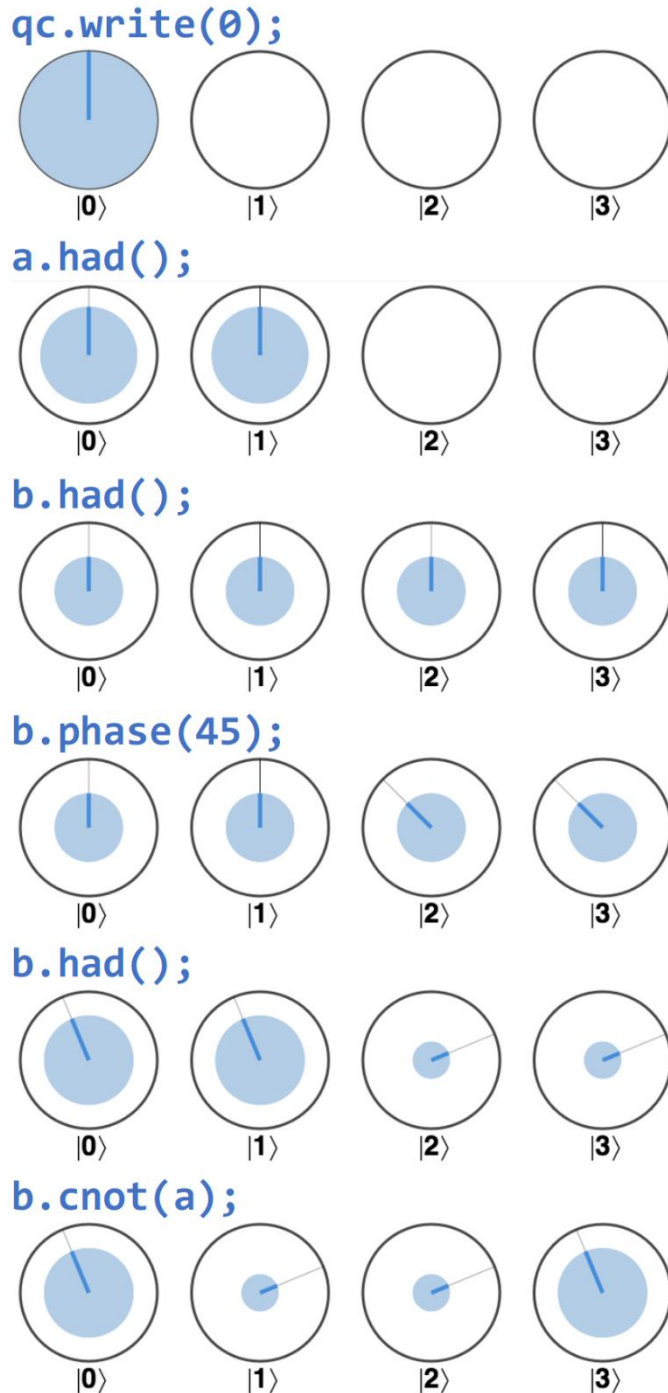 qc.write(0);
|0⟩ |1⟩ |2⟩ |3⟩
a.had();
|0⟩ |1⟩ |2⟩ |3⟩
b.had();
|0⟩ |1⟩ |2⟩ |3⟩
b.phase(45);
|0⟩ |1⟩ |2⟩ |3⟩
b.had();
|0⟩ |1⟩ |2⟩ |3⟩
b.cnot(a);
|0⟩ |1⟩ |2⟩ |3⟩